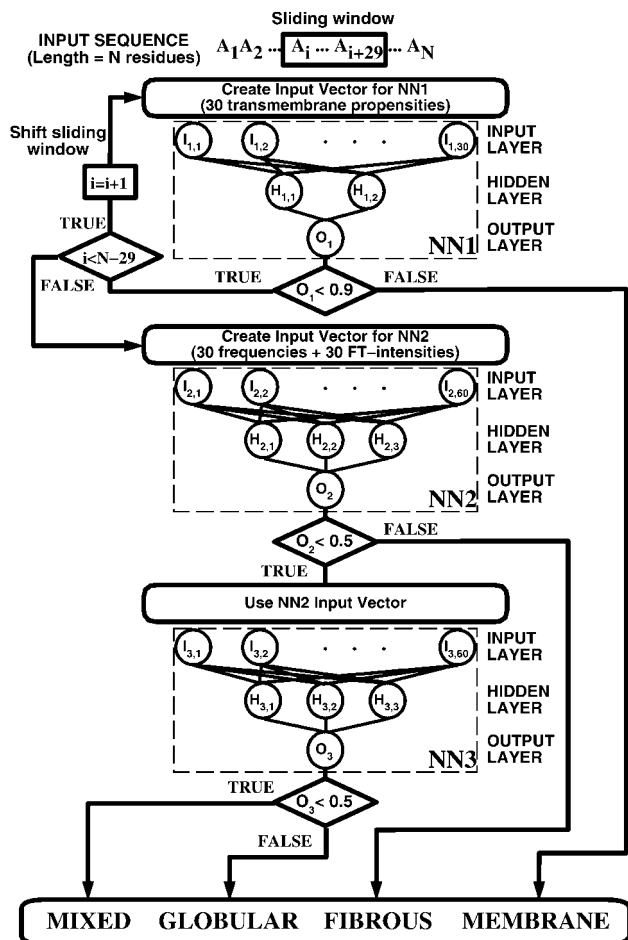 Sliding window
INPUT SEQUENCE
(Length = N residues)
A1 A2 ... Ai ... Ai+29 ... AN
Create Input Vector for NN1
(30 transmembrane propensities)
Shift sliding
window
I1,1 I1,2 . . . I1,30
INPUT
LAYER
i=i+1
H1,1 H1,2
HIDDEN
LAYER
TRUE
O1
NN1
OUTPUT
LAYER
i<N−29
TRUE
FALSE
FALSE
O1 < 0.9
Create Input Vector for NN2
(30 frequencies + 30 FT−intensities)
I2,1 I2,2 . . . I2,60
INPUT
LAYER
H2,1 H2,2 H2,3
HIDDEN
LAYER
O2
NN2
OUTPUT
LAYER
O2 < 0.5
FALSE
TRUE
Use NN2 Input Vector
I3,1 I3,2 . . . I3,60
INPUT
LAYER
H3,1 H3,2 H3,3
HIDDEN
LAYER
O3
NN3
OUTPUT
LAYER
TRUE
O3 < 0.5
FALSE
MIXED GLOBULAR FIBROUS MEMBRANE